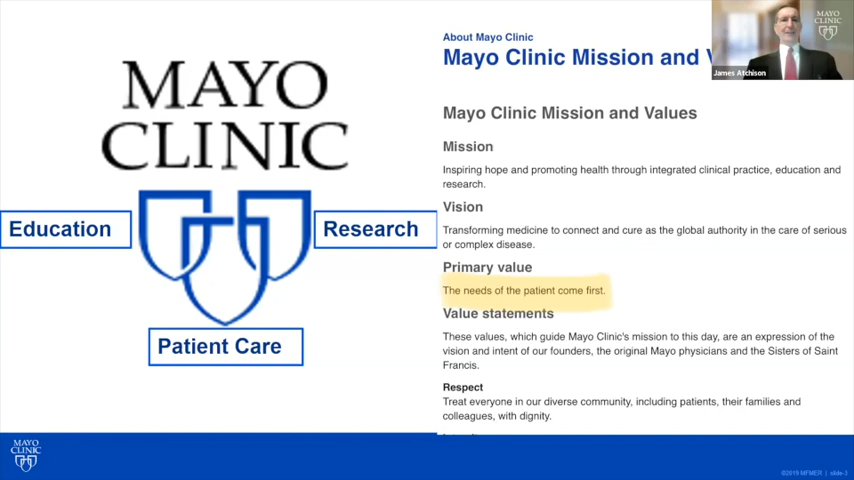 MAYO
CLINIC
Education
Research
Patient Care
About Mayo Clinic
Mayo Clinic Mission and V
Mayo Clinic Mission and Values
Mission
Inspiring hope and promoting health through integrated clinical practice, education and
research.
Vision
Transforming medicine to connect and cure as the global authority in the care of serious
or complex disease.
Primary value
The needs of the patient come first.
Value statements
These values, which guide Mayo Clinic's mission to this day, are an expression of the
vision and intent of our founders, the original Mayo physicians and the Sisters of Saint
Francis.
Respect
Treat everyone in our diverse community, including patients, their families and
colleagues, with dignity.
MAYO
CLINIC
James Atchison
MAYO
CLINIC
©2019 MFMER | slide-3